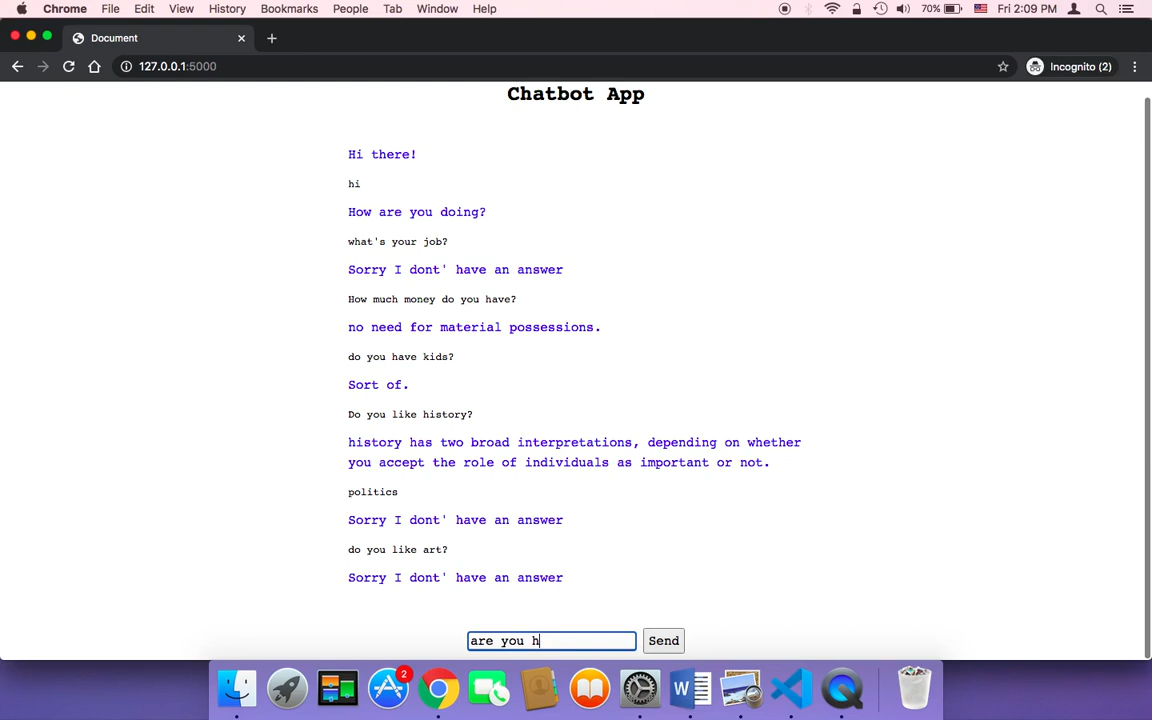 Chrome File Edit View History Bookmarks People Tab Window Help 70% Fri 2:09 PM
Document
127.0.0.1:5000 Incognito (2)
Chatbot App
Hi there!
hi
How are you doing?
what's your job?
Sorry I dont' have an answer
How much money do you have?
no need for material possessions.
do you have kids?
Sort of.
Do you like history?
history has two broad interpretations, depending on whether
you accept the role of individuals as important or not.
politics
Sorry I dont' have an answer
do you like art?
Sorry I dont' have an answer
are you h Send
2
W